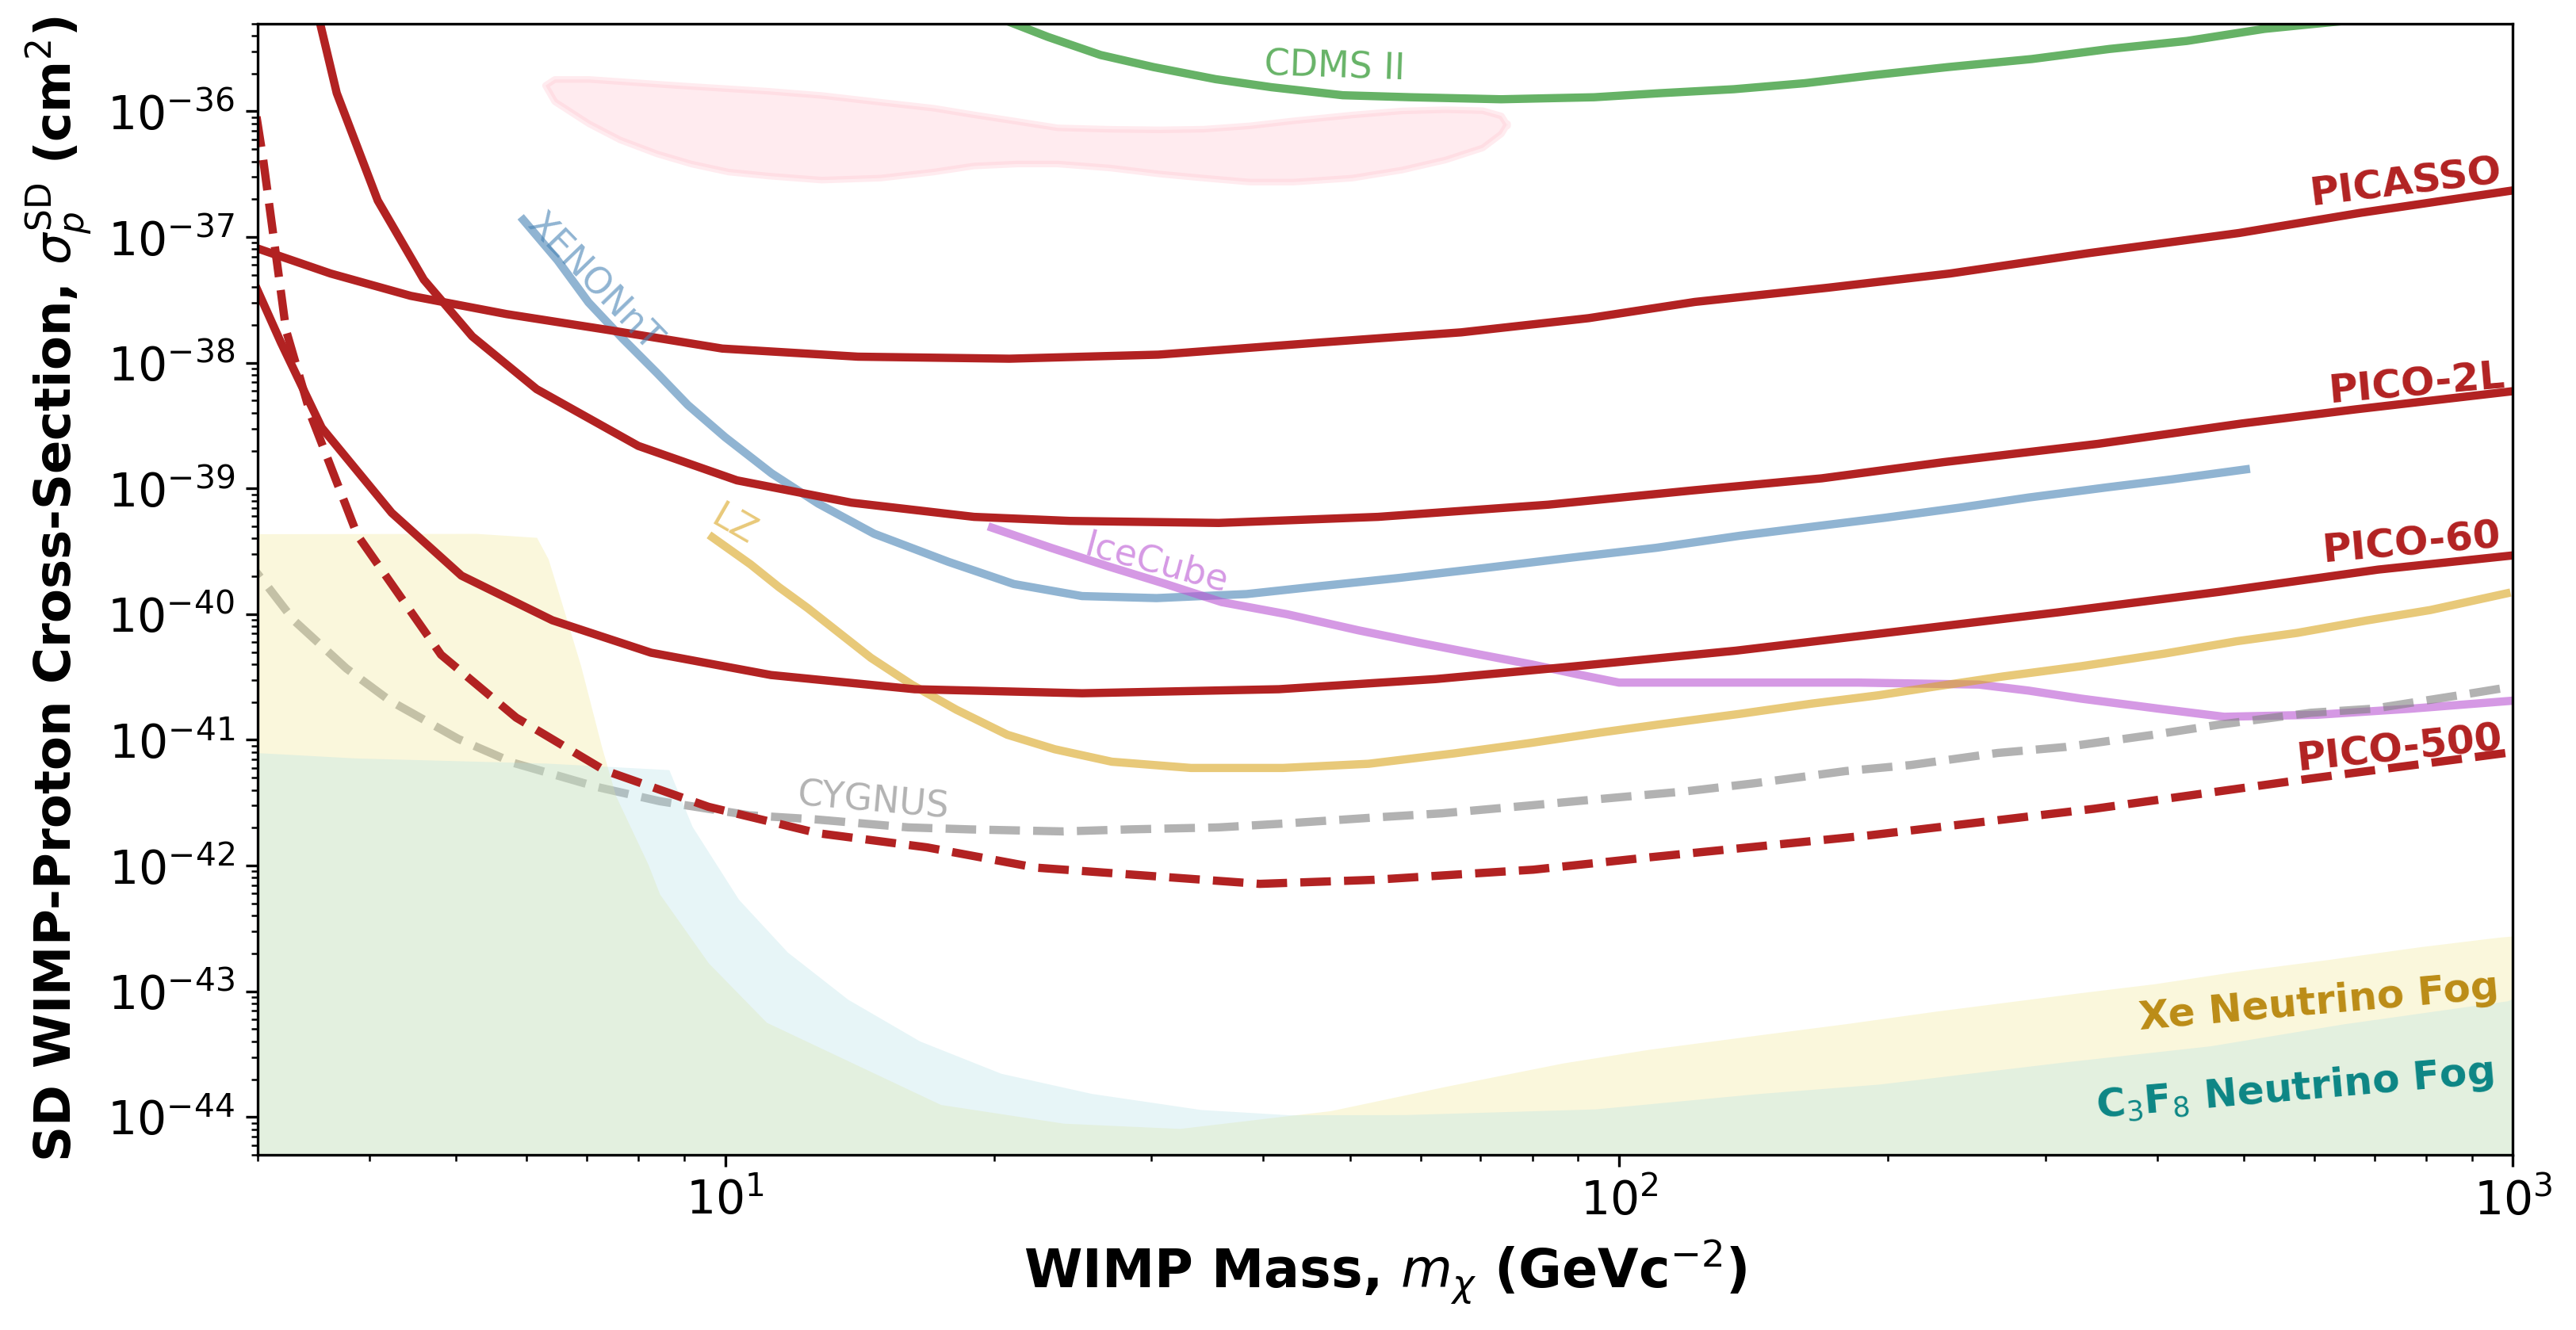 SD WIMP-Proton Cross-Section, σ_p^SD (cm²)
10⁻³⁶
10⁻³⁷
10⁻³⁸
10⁻³⁹
10⁻⁴⁰
10⁻⁴¹
10⁻⁴²
10⁻⁴³
10⁻⁴⁴
CDMS II
PICASSO
XENONnT
PICO-2L
LZ
IceCube
PICO-60
PICO-500
CYGNUS
Xe Neutrino Fog
C₃F₈ Neutrino Fog
10¹
10²
10³
WIMP Mass, m_χ (GeVc⁻²)